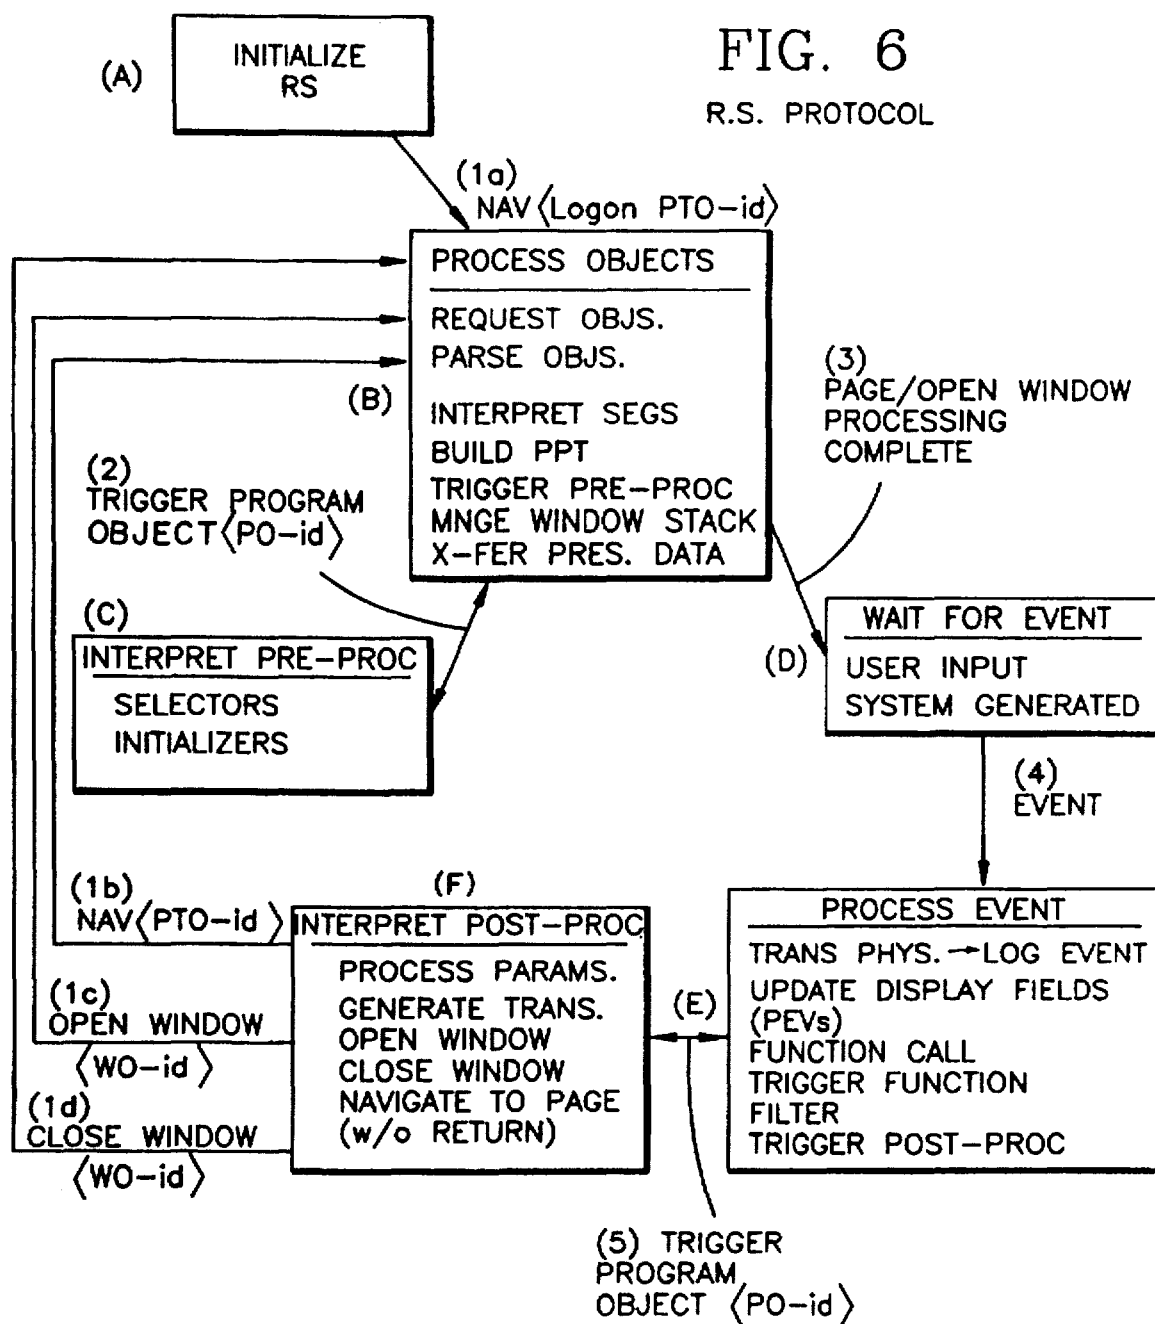 FIG. 6
R.S. PROTOCOL
(A)
INITIALIZE
RS
(1a)
NAV⟨Logon PTO-id⟩
PROCESS OBJECTS
REQUEST OBJS.
PARSE OBJS.
(B)
INTERPRET SEGS
BUILD PPT
TRIGGER PRE-PROC
MNGE WINDOW STACK
X-FER PRES. DATA
(2)
TRIGGER PROGRAM
OBJECT⟨PO-id⟩
(3)
PAGE/OPEN WINDOW
PROCESSING
COMPLETE
(C)
INTERPRET PRE-PROC
SELECTORS
INITIALIZERS
(D)
WAIT FOR EVENT
USER INPUT
SYSTEM GENERATED
(4)
EVENT
PROCESS EVENT
TRANS PHYS.→LOG EVENT
UPDATE DISPLAY FIELDS
(PEVs)
FUNCTION CALL
TRIGGER FUNCTION
FILTER
TRIGGER POST-PROC
(E)
(F)
INTERPRET POST-PROC
PROCESS PARAMS.
GENERATE TRANS.
OPEN WINDOW
CLOSE WINDOW
NAVIGATE TO PAGE
(w/o RETURN)
(1b)
NAV⟨PTO-id⟩
(1c)
OPEN WINDOW
⟨WO-id⟩
(1d)
CLOSE WINDOW
⟨WO-id⟩
(5) TRIGGER
PROGRAM
OBJECT ⟨PO-id⟩